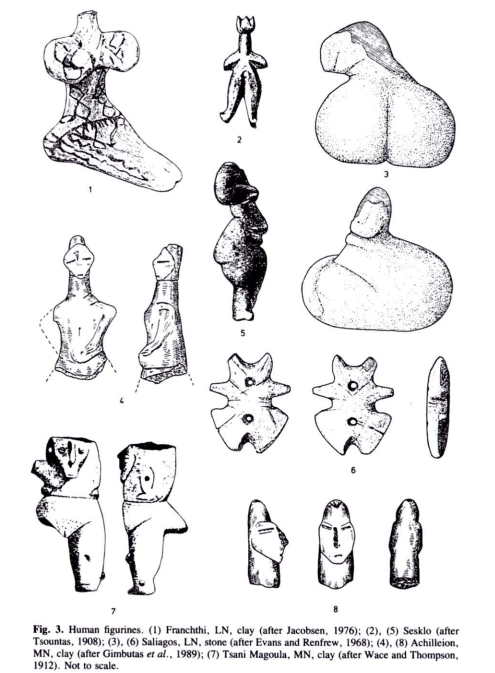 1
2
3
4
5
6
7
8
Fig. 3. Human figurines. (1) Franchthi, LN, clay (after Jacobsen, 1976); (2), (5) Sesklo (after
Tsountas, 1908); (3), (6) Saliagos, LN, stone (after Evans and Renfrew, 1968); (4), (8) Achilleion,
MN, clay (after Gimbutas et al., 1989); (7) Tsani Magoula, MN, clay (after Wace and Thompson,
1912). Not to scale.